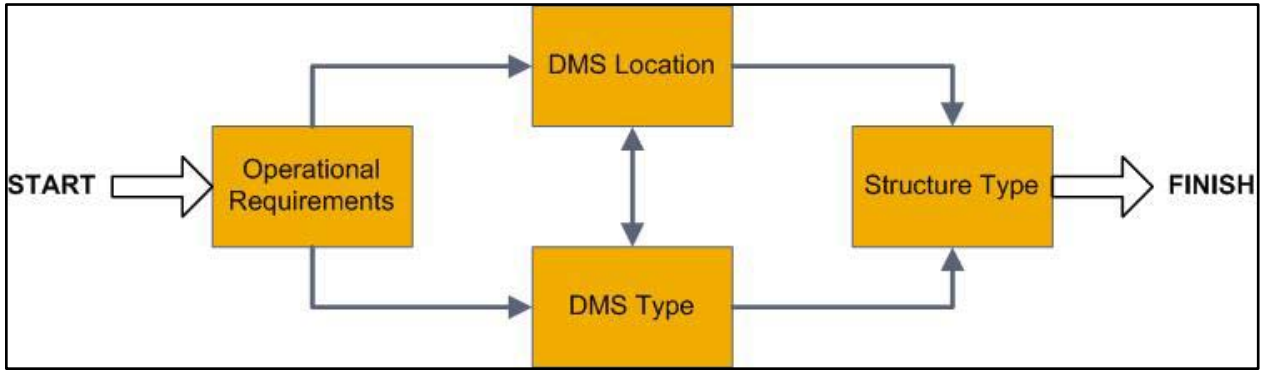 DMS Location
START
Operational
Requirements
Structure Type
FINISH
DMS Type